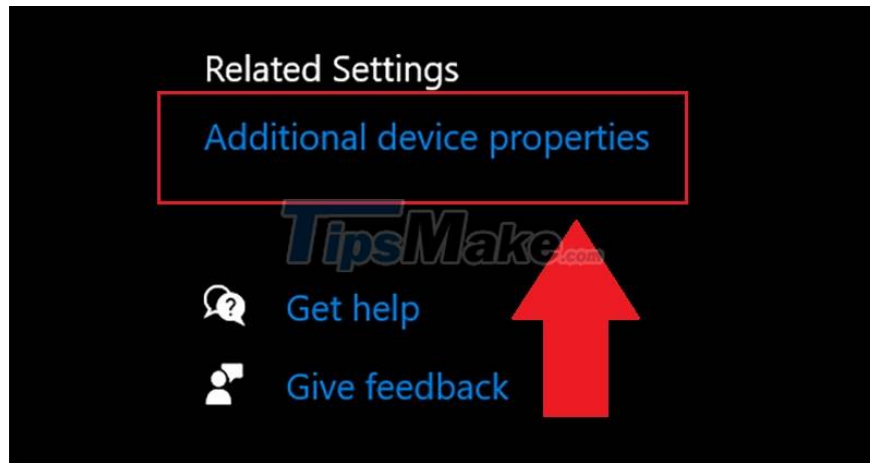 Related Settings
Additional device properties
TipsMake.com
Get help
Give feedback